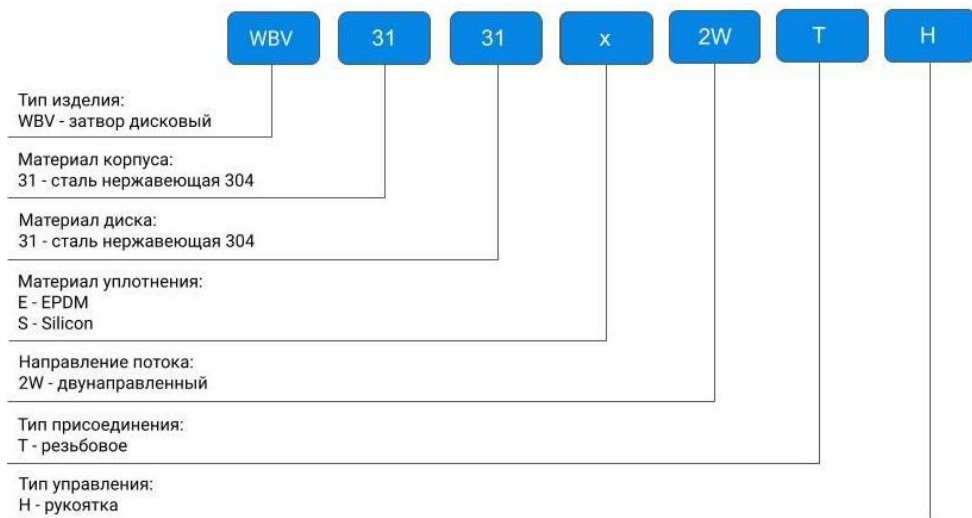 WBV 31 31 x 2W T H
Тип изделия:
WBV - затвор дисковый
Материал корпуса:
31 - сталь нержавеющая 304
Материал диска:
31 - сталь нержавеющая 304
Материал уплотнения:
E - EPDM
S - Silicon
Направление потока:
2W - двунаправленный
Тип присоединения:
T - резьбовое
Тип управления:
H - рукоятка